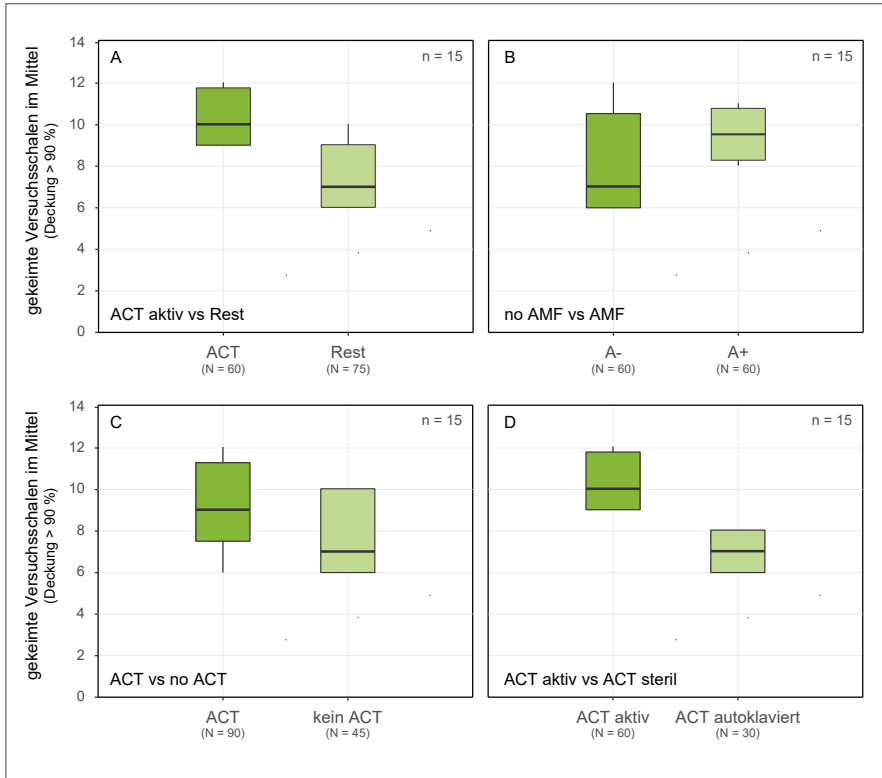 gekeimte Versuchsschalen im Mittel
(Deckung > 90 %)
14
12
10
8
6
4
2
0
A
n = 15
ACT aktiv vs Rest
ACT
(N = 60)
Rest
(N = 75)
B
n = 15
no AMF vs AMF
A-
(N = 60)
A+
(N = 60)
gekeimte Versuchsschalen im Mittel
(Deckung > 90 %)
14
12
10
8
6
4
2
0
C
n = 15
ACT vs no ACT
ACT
(N = 90)
kein ACT
(N = 45)
D
n = 15
ACT aktiv vs ACT steril
ACT aktiv
(N = 60)
ACT autoklaviert
(N = 30)